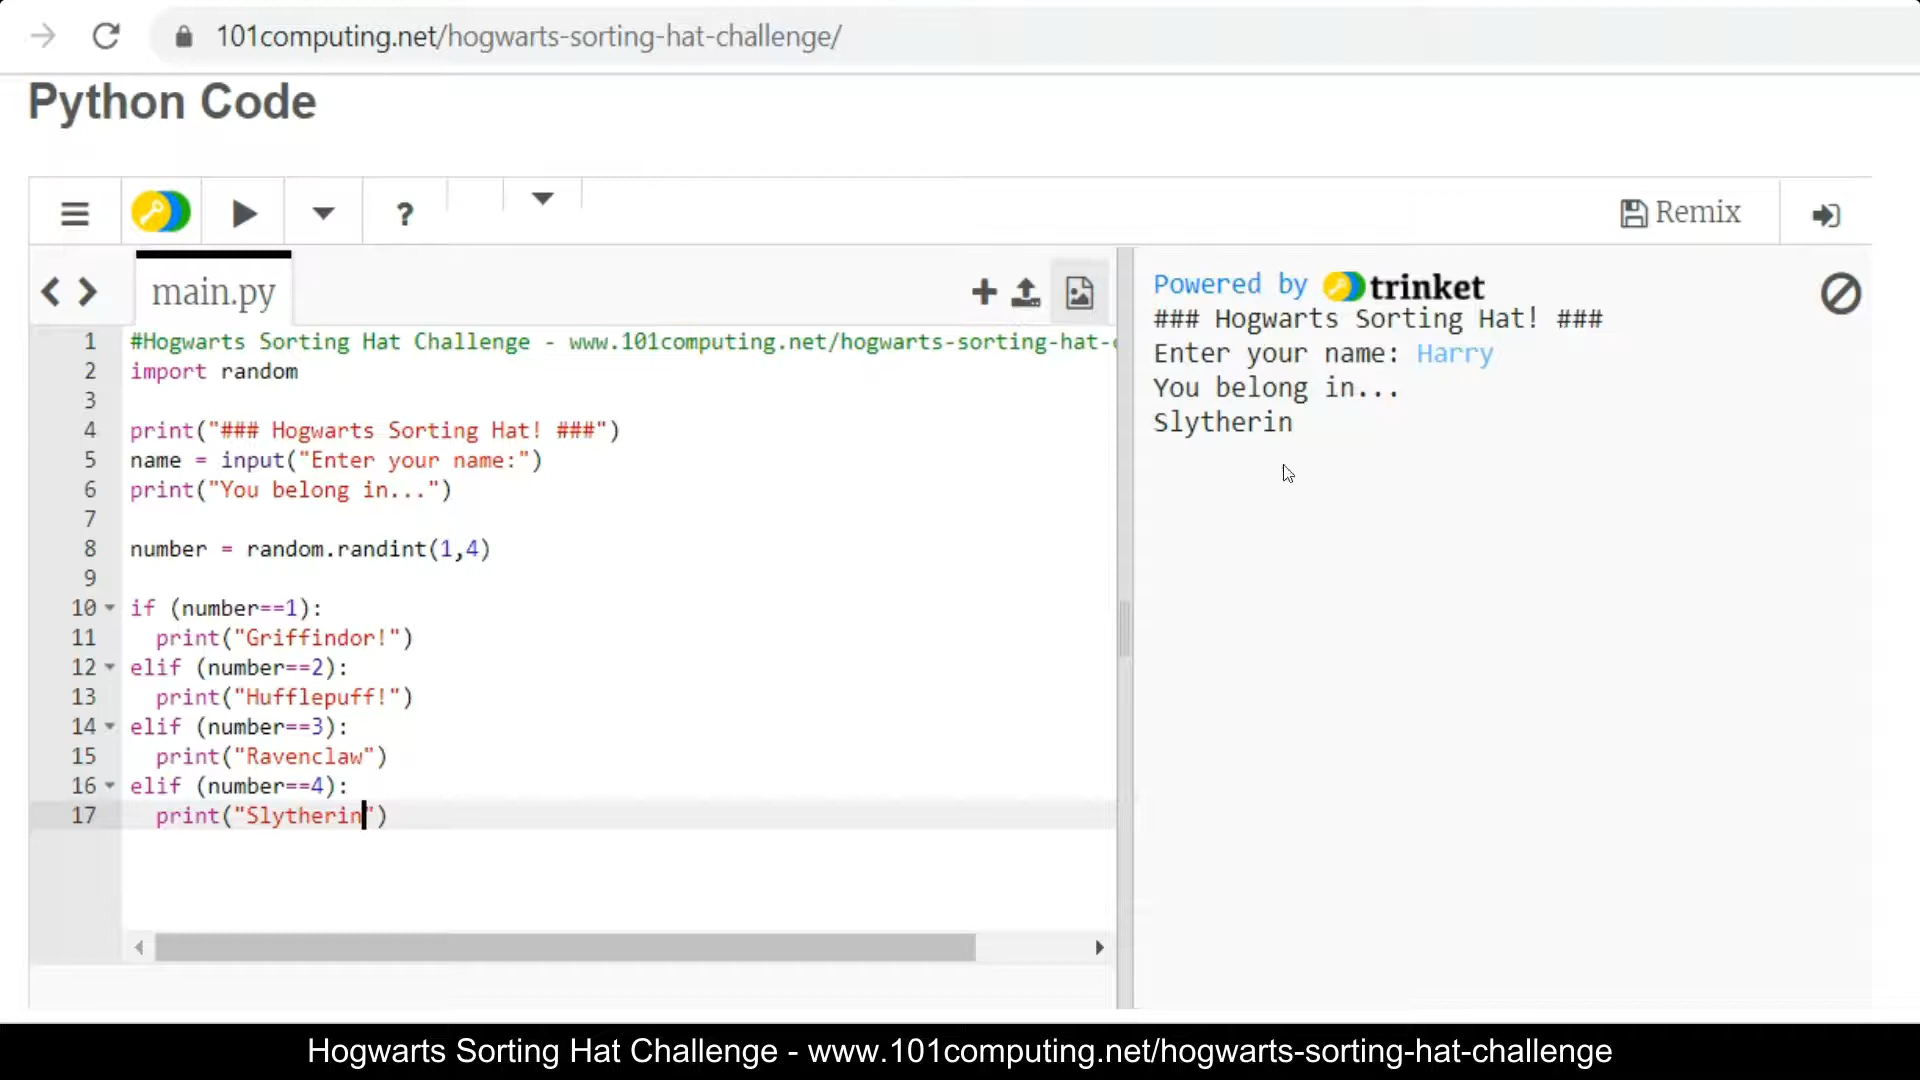 101computing.net/hogwarts-sorting-hat-challenge/
Python Code
?
Remix
main.py
1 #Hogwarts Sorting Hat Challenge - www.101computing.net/hogwarts-sorting-hat-c
2 import random
3
4 print("### Hogwarts Sorting Hat! ###")
5 name = input("Enter your name:")
6 print("You belong in...")
7
8 number = random.randint(1,4)
9
10 if (number==1):
11   print("Griffindor!")
12 elif (number==2):
13   print("Hufflepuff!")
14 elif (number==3):
15   print("Ravenclaw")
16 elif (number==4):
17   print("Slytherin")
Powered by trinket
### Hogwarts Sorting Hat! ###
Enter your name: Harry
You belong in...
Slytherin
Hogwarts Sorting Hat Challenge - www.101computing.net/hogwarts-sorting-hat-challenge